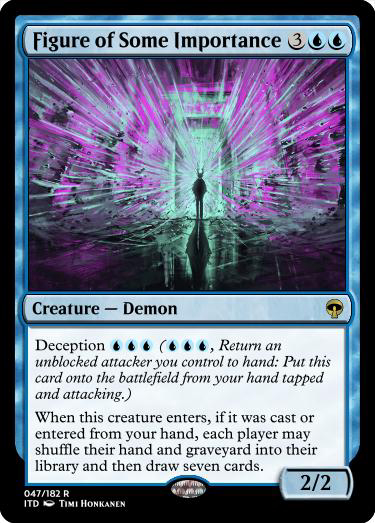 Figure of Some Importance 3
Creature — Demon
Deception (, Return an
unblocked attacker you control to hand: Put this
card onto the battlefield from your hand tapped
and attacking.)
When this creature enters, if it was cast or
entered from your hand, each player may
shuffle their hand and graveyard into their
library and then draw seven cards.
2/2
047/182 R
ITD Timi Honkanen